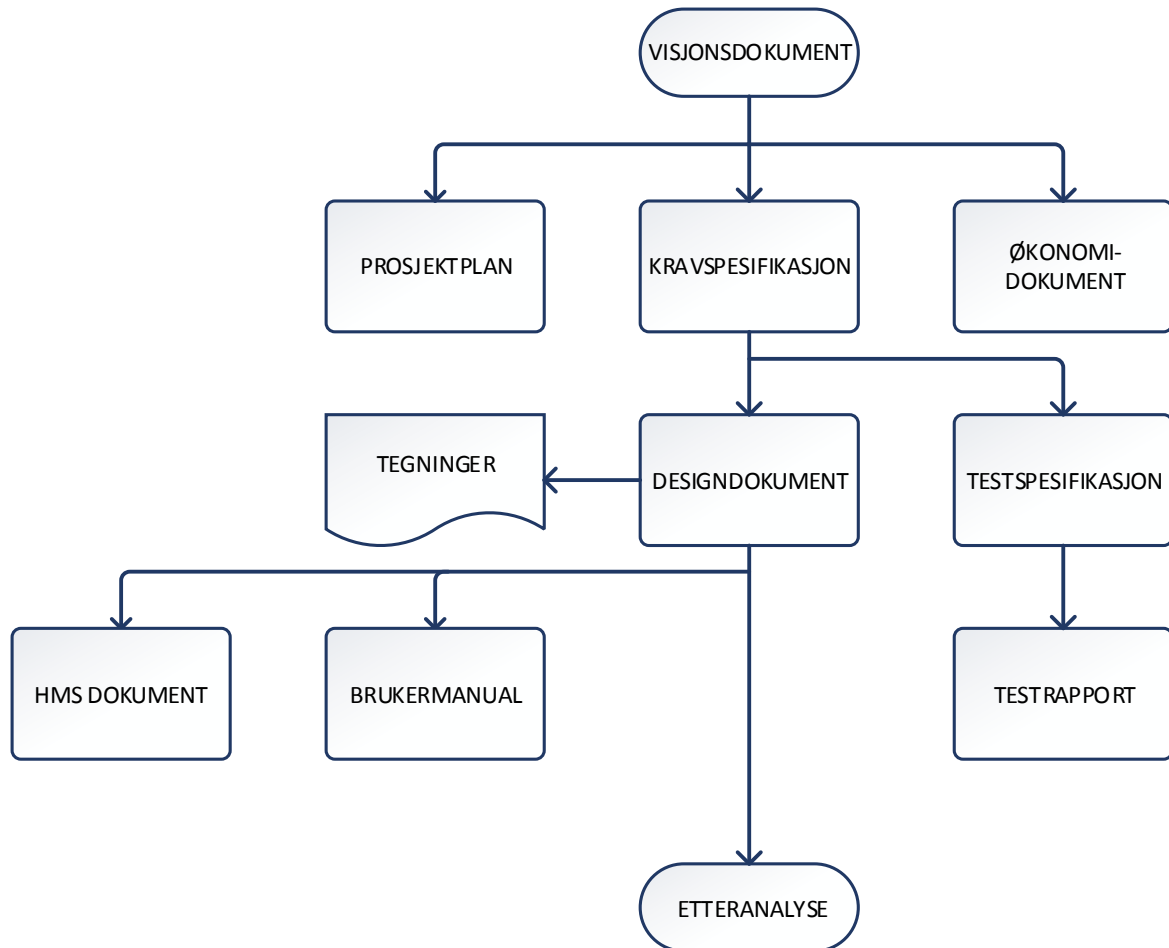 VISJONSDOKUMENT
PROSJEKTPLAN
KRAVSPESIFIKASJON
ØKONOMI-
DOKUMENT
TEGNINGER
DESIGNDOKUMENT
TESTSPESIFIKASJON
HMS DOKUMENT
BRUKERMANUAL
TESTRAPPORT
ETTERANALYSE